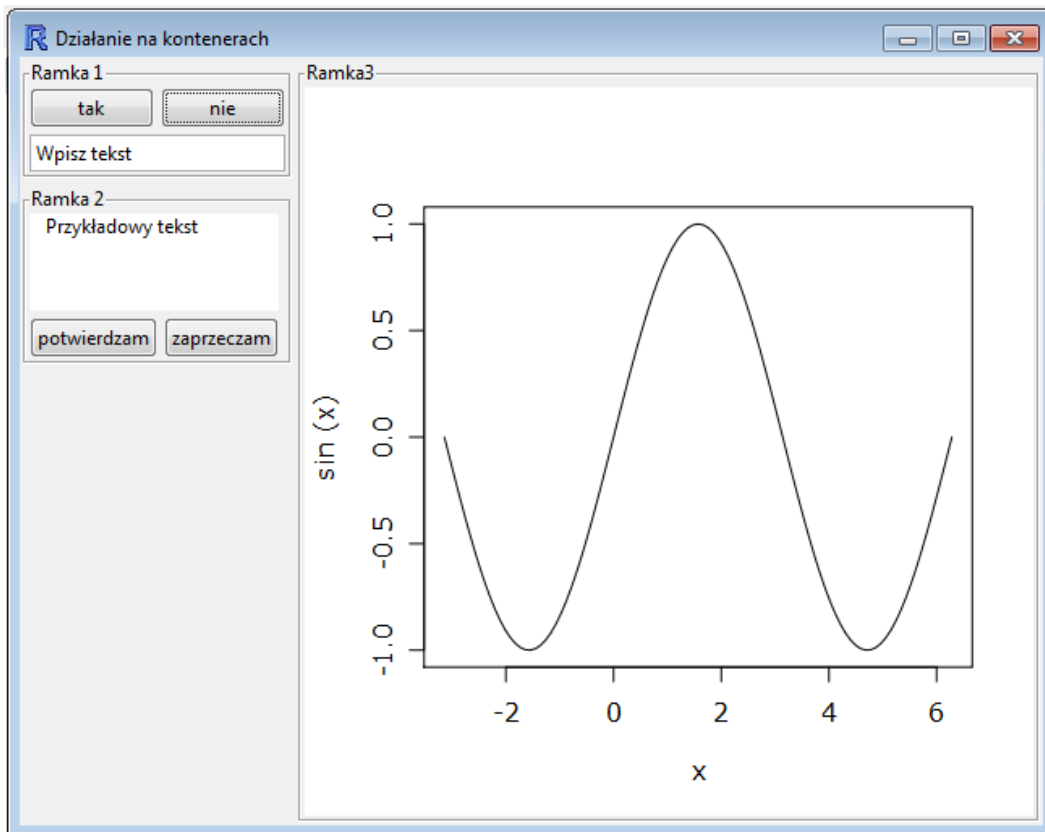 Działanie na kontenerach
Ramka 1
tak nie
Wpisz tekst
Ramka 2
Przykładowy tekst
potwierdzam zaprzeczam
Ramka3
1.0
0.5
0.0
-0.5
-1.0
sin (x)
-2 0 2 4 6
x